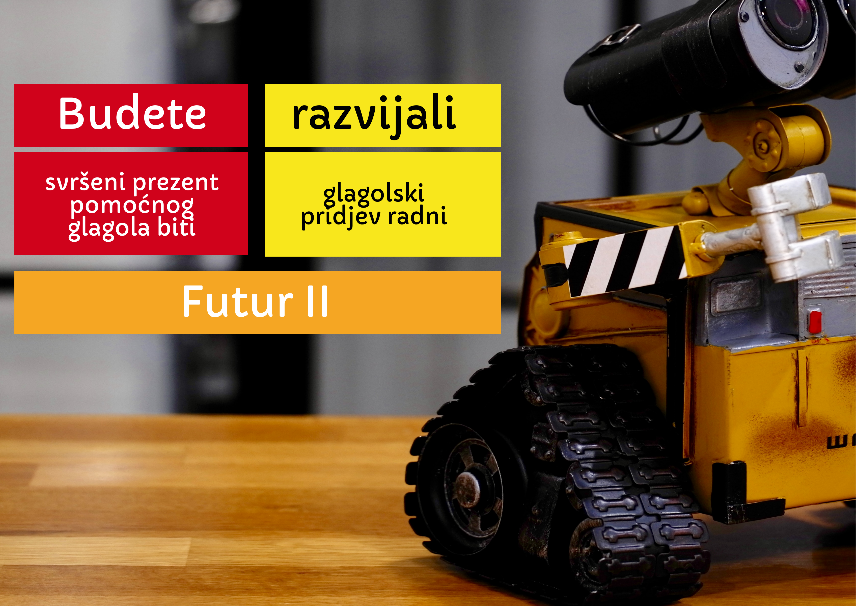 Budete
razvijali
svršeni prezent
pomoćnog
glagola biti
glagolski
pridjev radni
Futur II